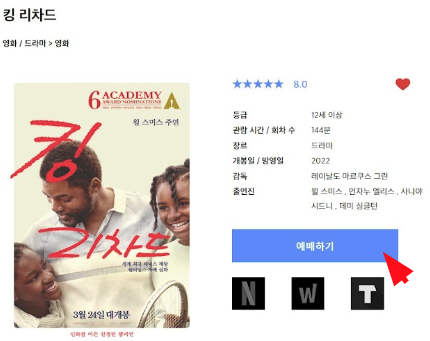 킹 리차드
영화 / 드라마 > 영화
6 ACADEMY
AWARD NOMINATIONS
윌 스미스 주연
킹
리차드
3월 24일 대개봉
★★★★★ 8.0
등급 12세 이상
관람 시간 / 회차 수 144분
장르 드라마
개봉일 / 방영일 2022
감독 레이날도 마르쿠스 그린
출연진 윌 스미스 , 언자누 엘리스 , 사니야
시드니 , 데미 싱글턴
예매하기
N W T